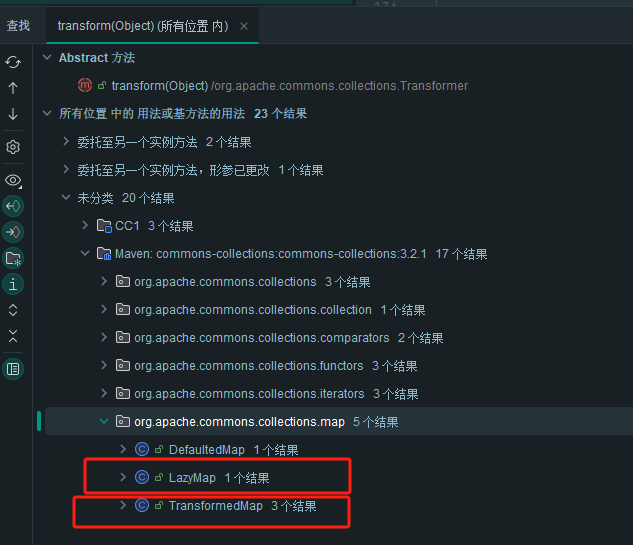 查找
transform(Object) (所有位置 内) ×
Abstract 方法
m transform(Object) /org.apache.commons.collections.Transformer
所有位置 中的 用法或基方法的用法 23 个结果
委托至另一个实例方法 2 个结果
委托至另一个实例方法，形参已更改 1 个结果
未分类 20 个结果
CC1 3 个结果
Maven: commons-collections:commons-collections:3.2.1 17 个结果
org.apache.commons.collections 3 个结果
org.apache.commons.collections.collection 1 个结果
org.apache.commons.collections.comparators 2 个结果
org.apache.commons.collections.functors 3 个结果
org.apache.commons.collections.iterators 3 个结果
org.apache.commons.collections.map 5 个结果
C DefaultedMap 1 个结果
C LazyMap 1 个结果
C TransformedMap 3 个结果